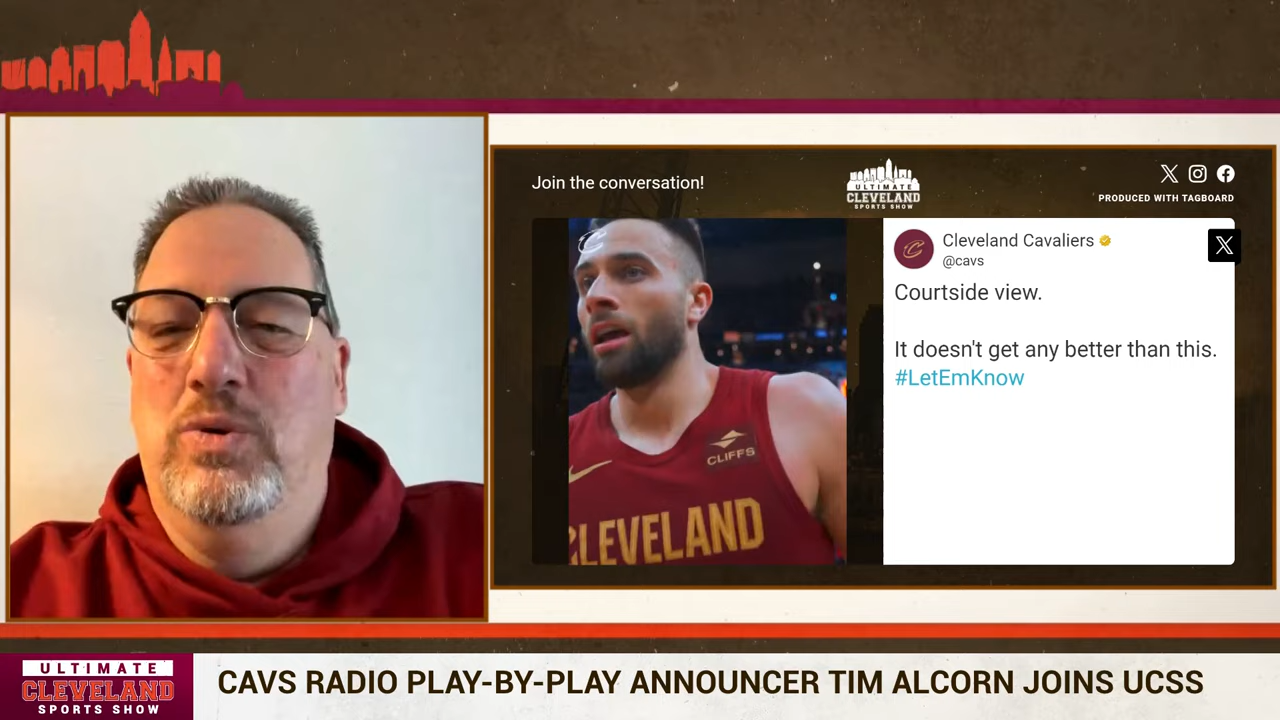 Join the conversation!
ULTIMATE
CLEVELAND
SPORTS SHOW
PRODUCED WITH TAGBOARD
Cleveland Cavaliers
@cavs
Courtside view.
It doesn't get any better than this.
#LetEmKnow
CLIFFS
CLEVELAND
ULTIMATE
CLEVELAND
SPORTS SHOW
CAVS RADIO PLAY-BY-PLAY ANNOUNCER TIM ALCORN JOINS UCSS